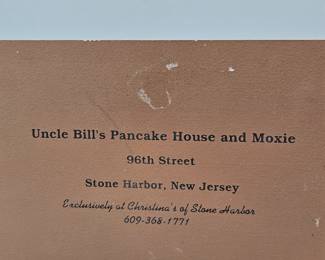 Uncle Bill's Pancake House and Moxie
96th Street
Stone Harbor, New Jersey
Exclusively at Christina's of Stone Harbor
609-368-1771